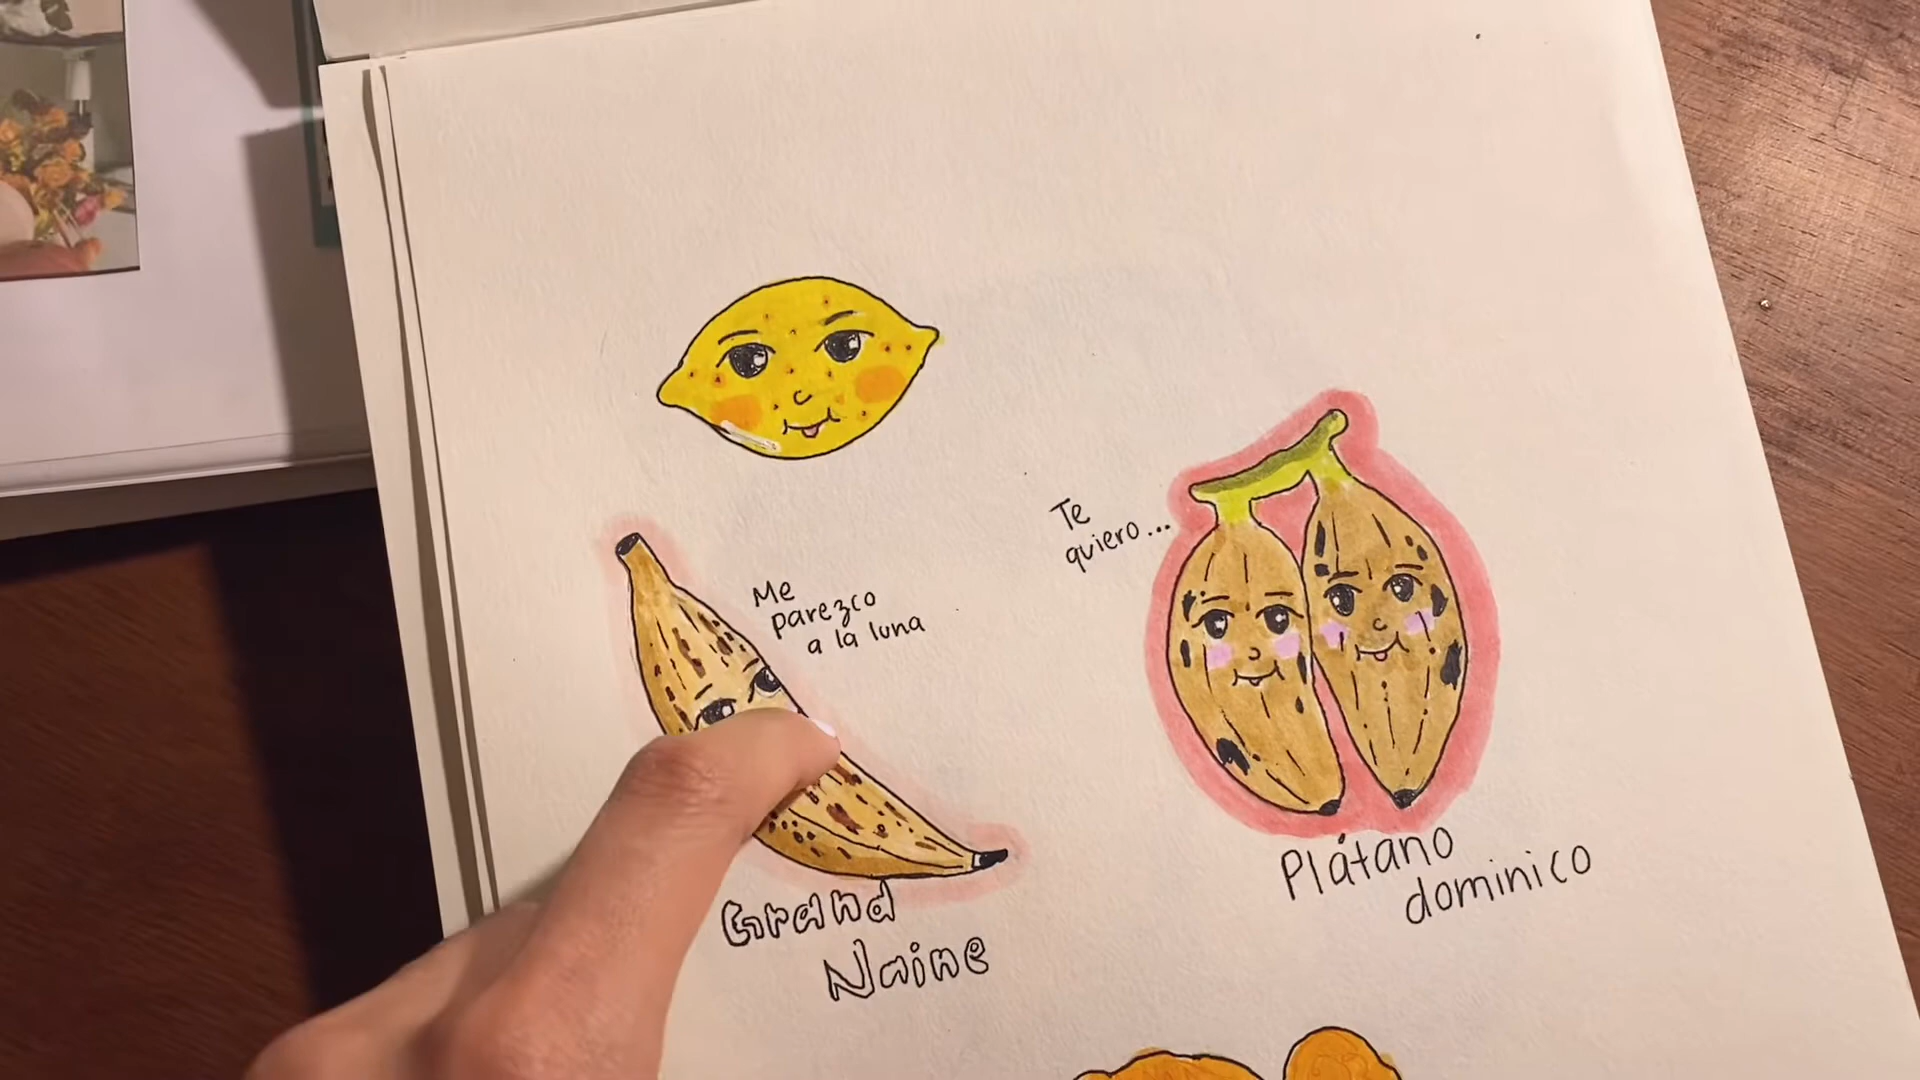 Te
quiero...
Me
parezco
a la luna
Plátano
dominico
Grand
Naine